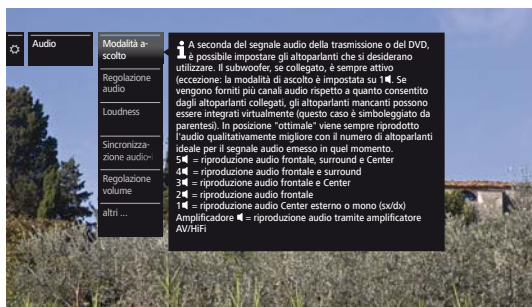 Audio
Modalità a-
scolto
Regolazione
audio
Loudness
Sincronizza-
zione audio-
Regolazione
volume
altri ...
A seconda del segnale audio della trasmissione o del DVD,
è possibile impostare gli altoparlanti che si desiderano
utilizzare. Il subwoofer, se collegato, è sempre attivo
(eccezione: la modalità di ascolto è impostata su 1. Se
vengono forniti più canali audio rispetto a quanto consentito
dagli altoparlanti collegati, gli altoparlanti mancanti possono
essere integrati virtualmente (questo caso è simboleggiato da
parentesi). In posizione "ottimale" viene sempre riprodotto
l'audio qualitativamente migliore con il numero di altoparlanti
ideale per il segnale audio emesso in quel momento.
5 = riproduzione audio frontale, surround e Center
4 = riproduzione audio frontale e surround
3 = riproduzione audio frontale e Center
2 = riproduzione audio frontale
1 = riproduzione audio Center esterno o mono (sx/dx)
Amplificadore = riproduzione audio tramite amplificatore
AV/HiFi